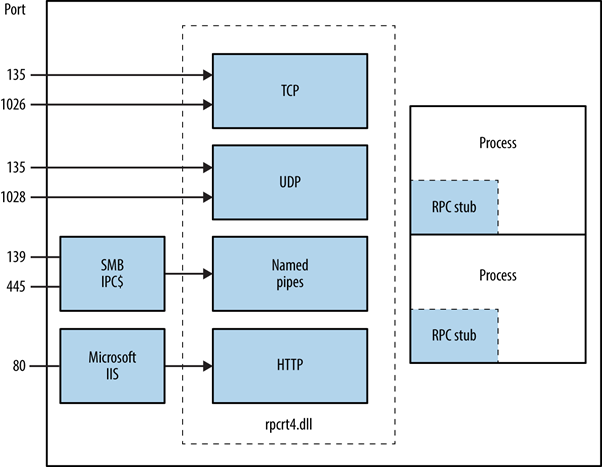 Port
135
TCP
1026
135
UDP
1028
139
SMB
IPC$
445
Named
pipes
80
Microsoft
IIS
HTTP
rpcrt4.dll
Process
RPC stub
Process
RPC stub